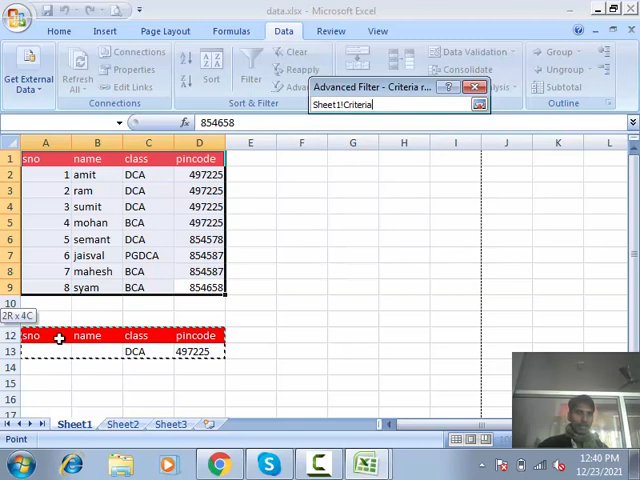 data.xlsx - Microsoft Excel
Home Insert Page Layout Formulas Data Review View
Get External Data
Refresh All
Connections
Properties
Connections
Sort
Filter
Clear
Reapply
Sort & Filter
Data Validation
Consolidate
Group
Ungroup
Subtotal
Outline
Advanced Filter - Criteria r...
Sheet1!Criteria
fx 854658
A B C D E F G H I J K L
1 sno name class pincode
2 1 amit DCA 497225
3 2 ram DCA 497225
4 3 sumit DCA 497225
5 4 mohan BCA 497225
6 5 semant DCA 854578
7 6 jaisval PGDCA 854587
8 7 mahesh BCA 854587
9 8 syam BCA 854658
10
2R x 4C
12 sno name class pincode
13 DCA 497225
14
15
16
17
Sheet1 Sheet2 Sheet3
Point
12:40 PM
12/23/2021